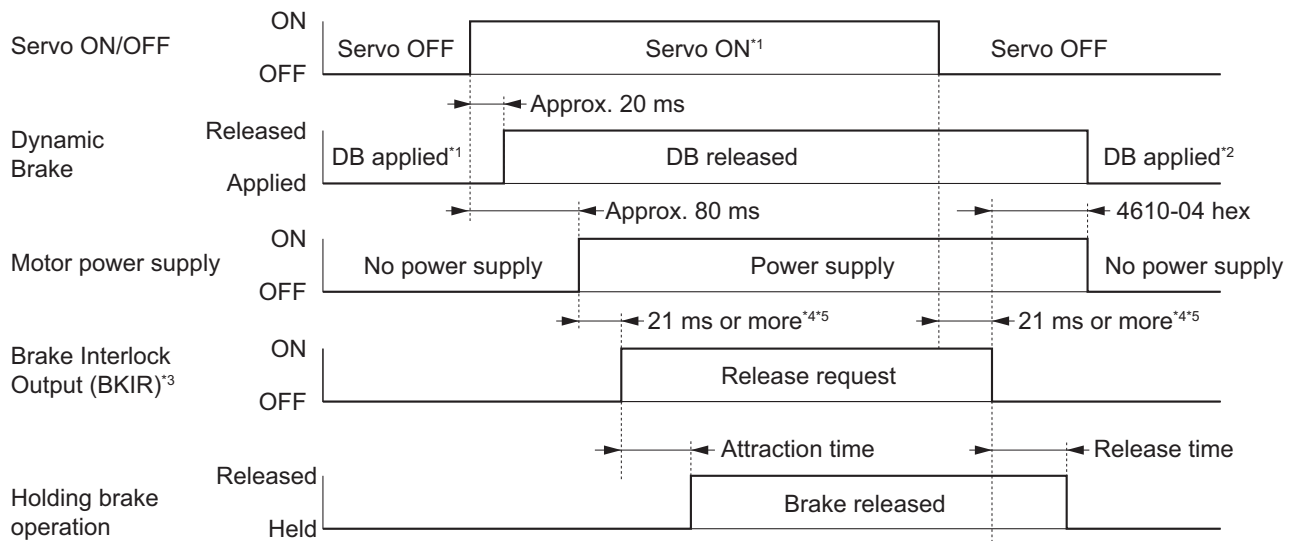 Servo ON/OFF
ON
OFF
Servo OFF
Servo ON*1
Servo OFF
Approx. 20 ms
Dynamic
Brake
Released
Applied
DB applied*1
DB released
DB applied*2
Approx. 80 ms
4610-04 hex
Motor power supply
ON
OFF
No power supply
Power supply
No power supply
21 ms or more*4*5
21 ms or more*4*5
Brake Interlock
Output (BKIR)*3
ON
OFF
Release request
Attraction time
Release time
Holding brake
operation
Released
Held
Brake released